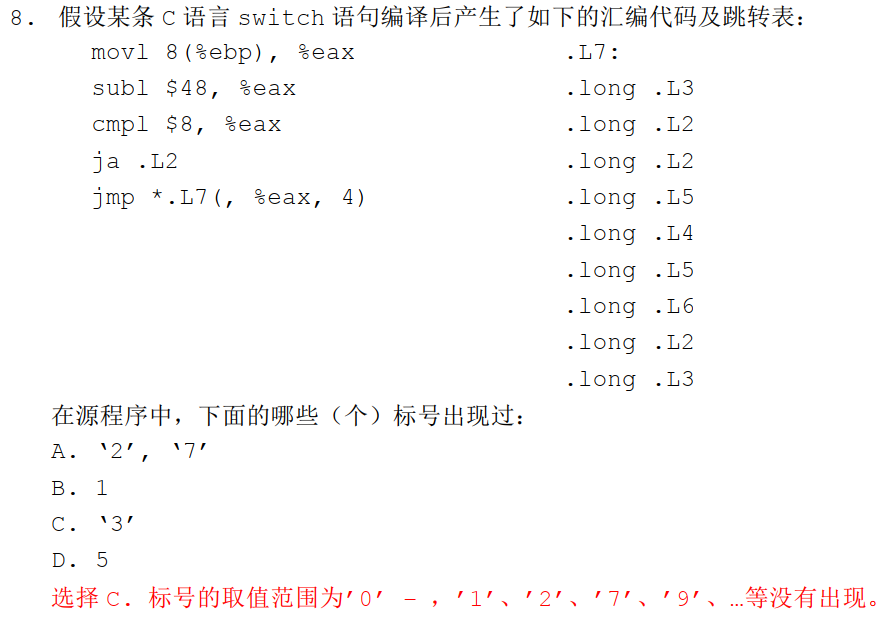 8. 假设某条 C 语言 switch 语句编译后产生了如下的汇编代码及跳转表：
movl 8(%ebp), %eax
subl $48, %eax
cmpl $8, %eax
ja .L2
jmp *.L7(, %eax, 4)
.L7:
.long .L3
.long .L2
.long .L2
.long .L5
.long .L4
.long .L5
.long .L6
.long .L2
.long .L3
在源程序中，下面的哪些（个）标号出现过：
A. ‘2’, ‘7’
B. 1
C. ‘3’
D. 5
选择 C. 标号的取值范围为’0’ – ，’1’、’2’、’7’、’9’、…等没有出现。